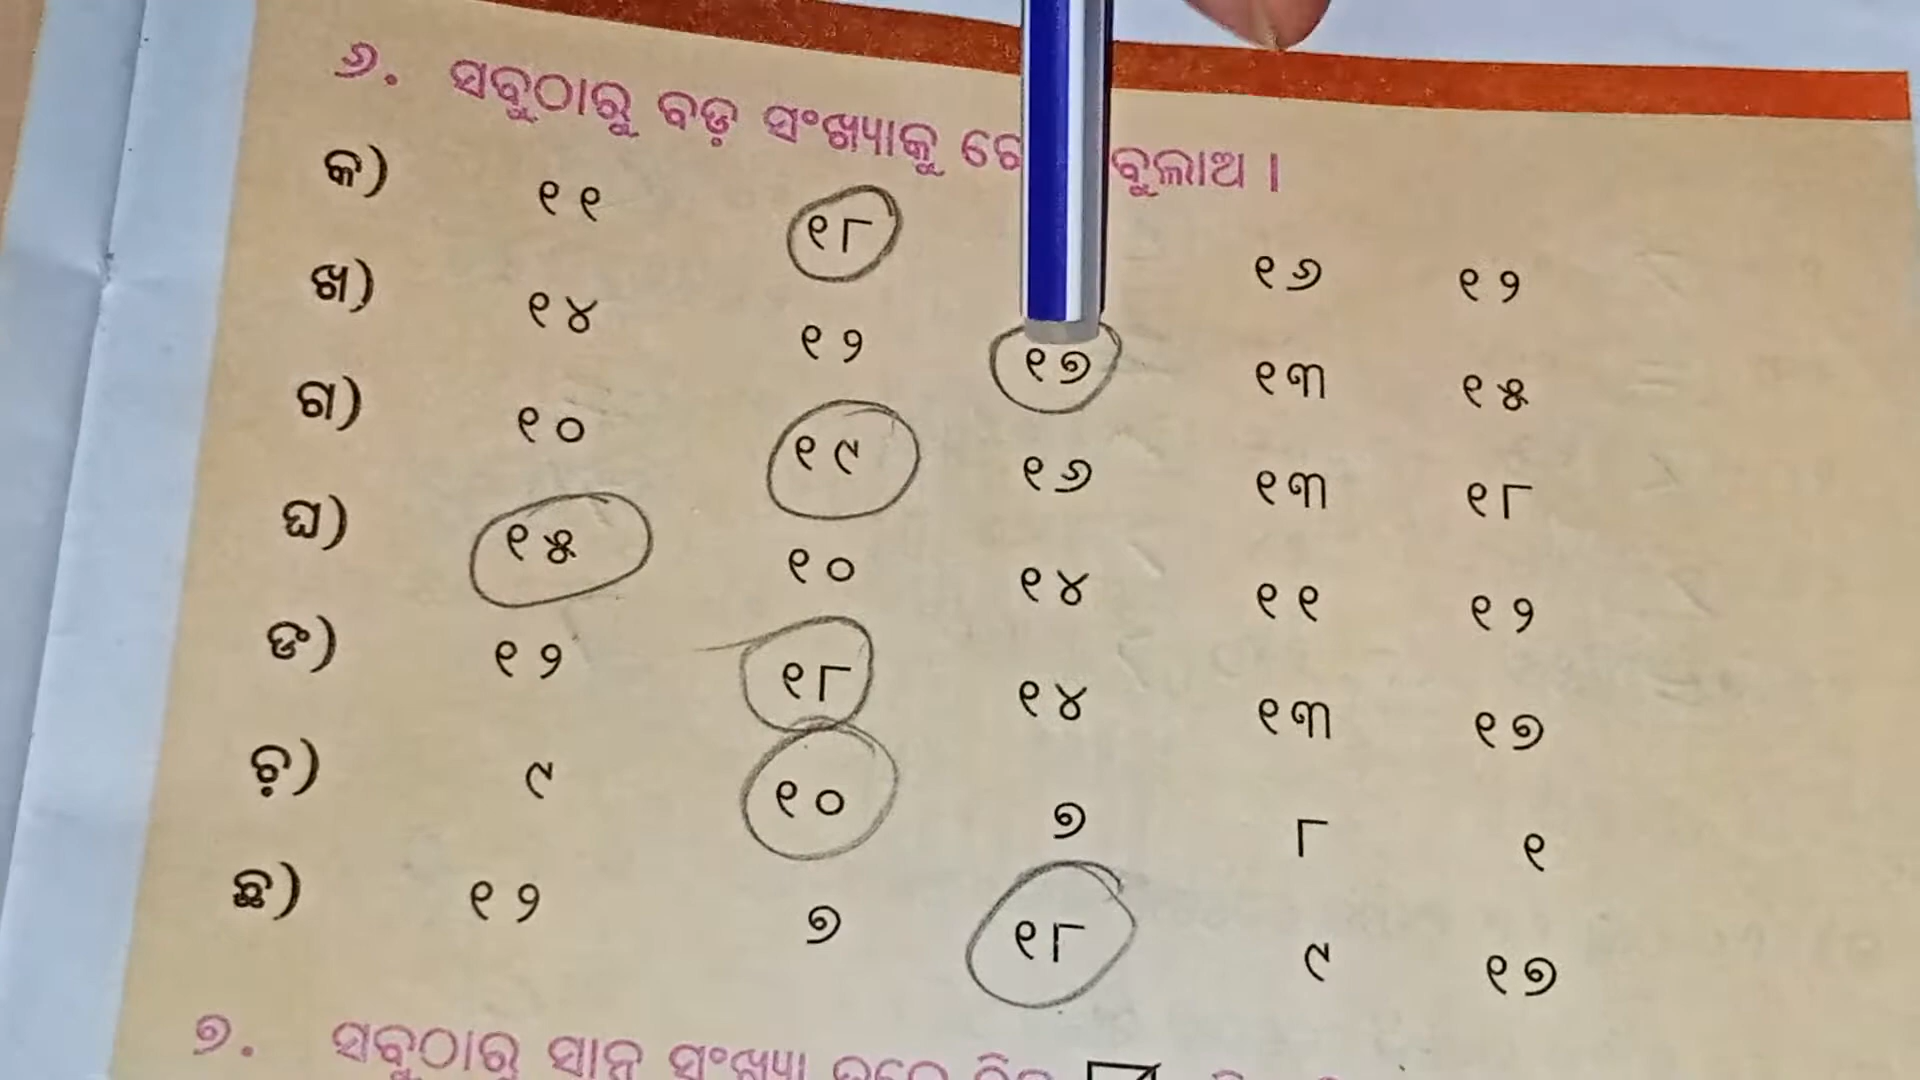 ୬. ସବୁଠାରୁ ବଡ଼ ସଂଖ୍ୟାକୁ ବୁଲାଅ ।
କ) ୧୧ ୧୮ ୧୬ ୧୨
ଖ) ୧୪ ୧୨ ୧୭ ୧୩ ୧୫
ଗ) ୧୦ ୧୯ ୧୬ ୧୩ ୧୮
ଘ) ୧୫ ୧୦ ୧୪ ୧୧ ୧୨
ଙ) ୧୨ ୧୮ ୧୪ ୧୩ ୧୭
ଚ) ୯ ୧୦ ୭ ୮ ୧
ଛ) ୧୨ ୭ ୧୮ ୯ ୧୭
୭. ସବୁଠାରୁ ସାନ ସଂଖ୍ୟା